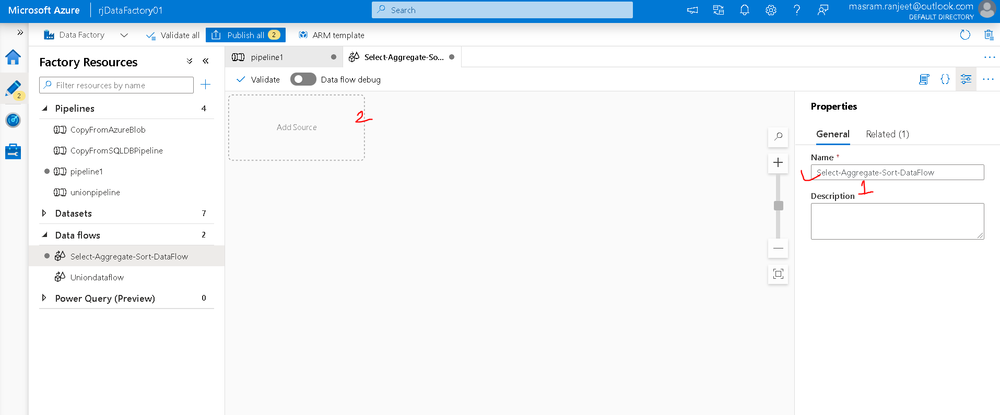 Microsoft Azure rjDataFactory01 Search masram.ranjeet@outlook.com
DEFAULT DIRECTORY
Data Factory Validate all Publish all 2 ARM template
Factory Resources
Filter resources by name
2
Pipelines 4
CopyFromAzureBlob
CopyFromSQLDBPipeline
pipeline1
unionpipeline
Datasets 7
Data flows 2
Select-Aggregate-Sort-DataFlow
Uniondataflow
Power Query (Preview) 0
pipeline1 Select-Aggregate-So...
Validate Data flow debug
Add Source
2
Properties
General Related (1)
Name *
Select-Aggregate-Sort-DataFlow
1
Description